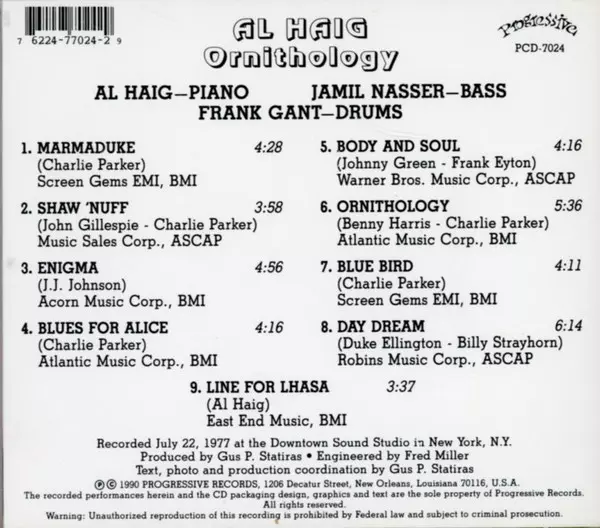 AL HAIG
Ornithology
Progressive
PCD-7024
7 6224-77024-2 9
AL HAIG—PIANO JAMIL NASSER—BASS
FRANK GANT—DRUMS
1. MARMADUKE 4:28
(Charlie Parker)
Screen Gems EMI, BMI
2. SHAW 'NUFF 3:58
(John Gillespie - Charlie Parker)
Music Sales Corp., ASCAP
3. ENIGMA 4:56
(J.J. Johnson)
Acorn Music Corp., BMI
4. BLUES FOR ALICE 4:16
(Charlie Parker)
Atlantic Music Corp., BMI
5. BODY AND SOUL 4:16
(Johnny Green - Frank Eyton)
Warner Bros. Music Corp., ASCAP
6. ORNITHOLOGY 5:36
(Benny Harris - Charlie Parker)
Atlantic Music Corp., BMI
7. BLUE BIRD 4:11
(Charlie Parker)
Screen Gems EMI, BMI
8. DAY DREAM 6:14
(Duke Ellington - Billy Strayhorn)
Robins Music Corp., ASCAP
9. LINE FOR LHASA 3:37
(Al Haig)
East End Music, BMI
Recorded July 22, 1977 at the Downtown Sound Studio in New York, N.Y.
Produced by Gus P. Statiras • Engineered by Fred Miller
Text, photo and production coordination by Gus P. Statiras
℗ © 1990 PROGRESSIVE RECORDS, 1206 Decatur Street, New Orleans, Louisiana 70116, U.S.A.
The recorded performances herein and the CD packaging design, graphics and text are the sole property of Progressive Records.
All rights reserved.
Warning: Unauthorized reproduction of this recording is prohibited by Federal law and subject to criminal prosecution.